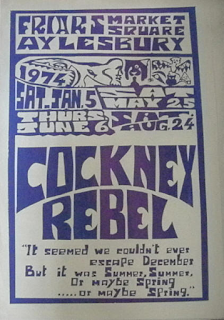 FRIARS MARKET SQUARE
AYLESBURY
1974
SAT. JAN. 5 SAT. MAY 25
THURS. JUNE 6 SAT. AUG. 24
COCKNEY
REBEL
"It seemed we couldn't ever
escape December
But it was Summer, Summer,
Or maybe Spring
.....or maybe Spring."